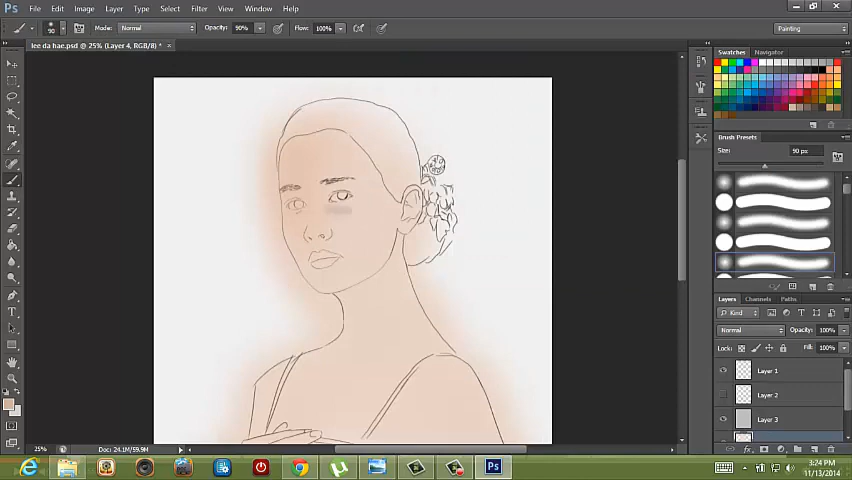 Ps File Edit Image Layer Type Select Filter View Window Help
90 Mode: Normal Opacity: 90% Flow: 100% Painting
lee da hae.psd @ 25% (Layer 4, RGB/8) * ×
Swatches Navigator
Brush Presets
Size: 90 px
Layers Channels Paths
Kind
Normal Opacity: 100%
Lock: Fill: 100%
Layer 1
Layer 2
Layer 3
25% Doc: 24.1M/59.9M
Ps
3:24 PM
11/13/2014